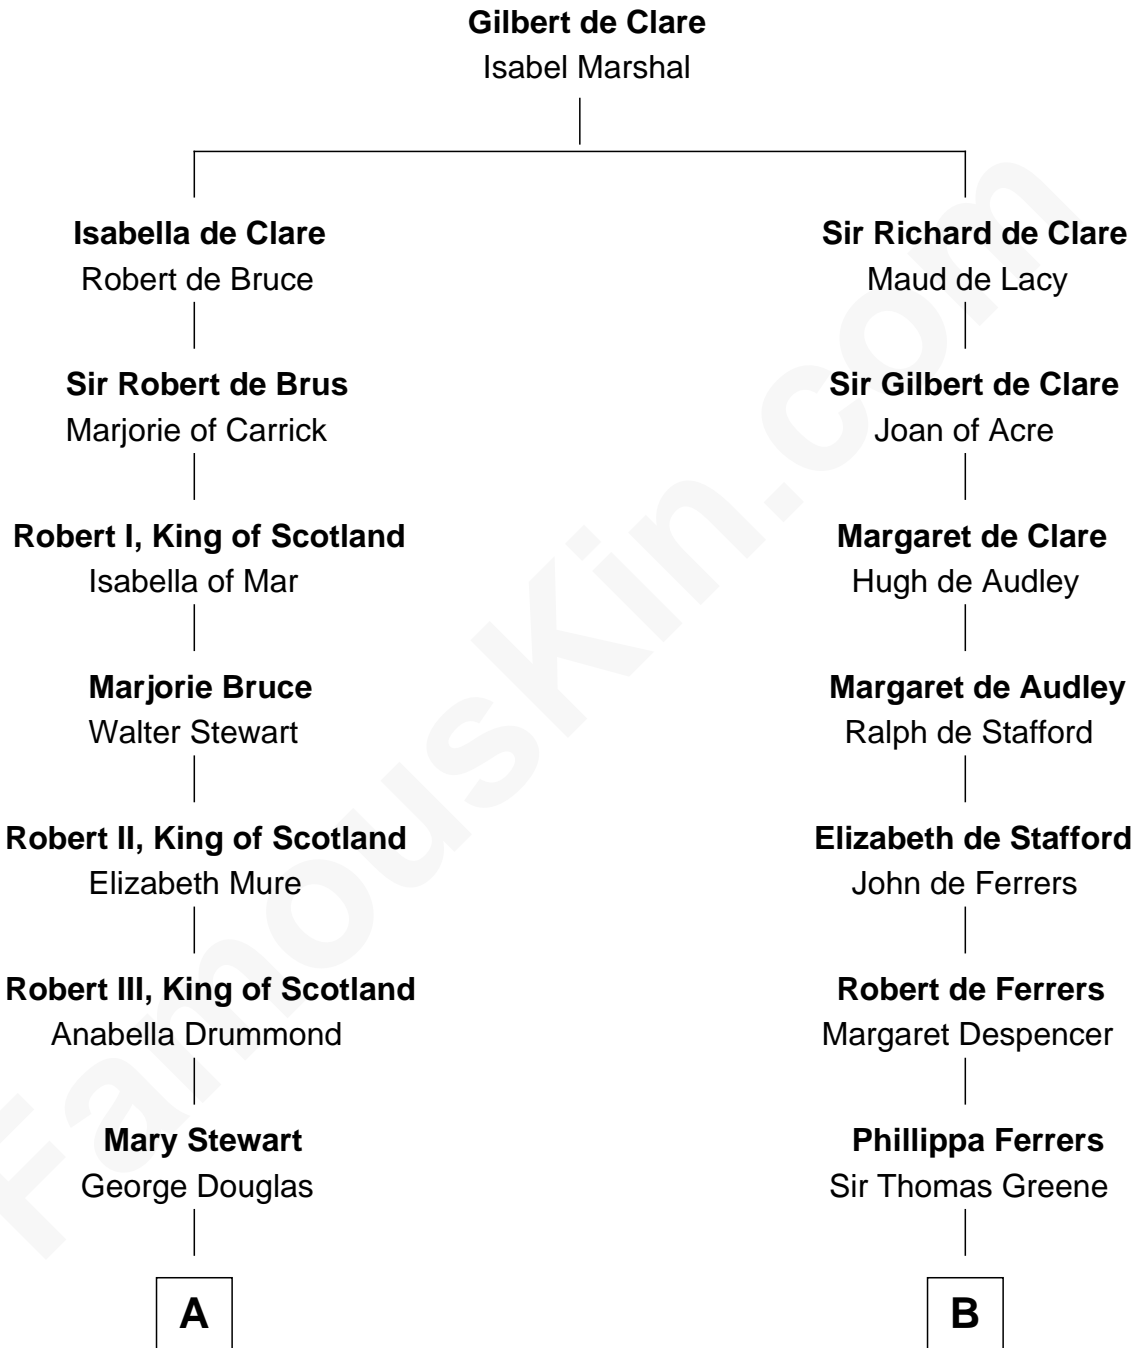 Gilbert de Clare
Isabel Marshal
Isabella de Clare
Robert de Bruce
Sir Richard de Clare
Maud de Lacy
Sir Robert de Brus
Marjorie of Carrick
Sir Gilbert de Clare
Joan of Acre
Robert I, King of Scotland
Isabella of Mar
Margaret de Clare
Hugh de Audley
Marjorie Bruce
Walter Stewart
Margaret de Audley
Ralph de Stafford
Robert II, King of Scotland
Elizabeth Mure
Elizabeth de Stafford
John de Ferrers
Robert III, King of Scotland
Anabella Drummond
Robert de Ferrers
Margaret Despencer
Mary Stewart
George Douglas
Phillippa Ferrers
Sir Thomas Greene
A
B
FamousKin.com